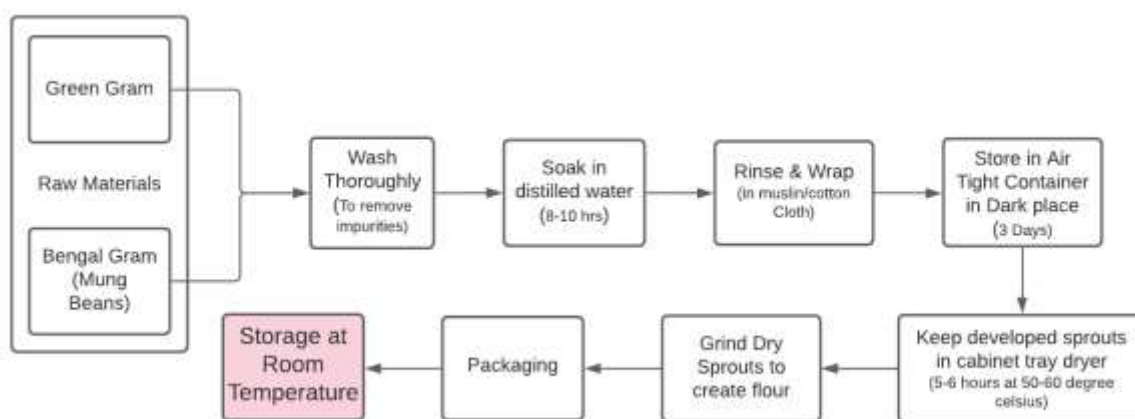 Green Gram
Raw Materials
Bengal Gram
(Mung
Beans)
Wash
Thoroughly
(To remove
impurities)
Soak in
distilled water
(8-10 hrs)
Rinse & Wrap
(in muslin/cotton
Cloth)
Store in Air
Tight Container
in Dark place
(3 Days)
Keep developed sprouts
in cabinet tray dryer
(5-6 hours at 50-60 degree
celsius)
Grind Dry
Sprouts to
create flour
Packaging
Storage at
Room
Temperature